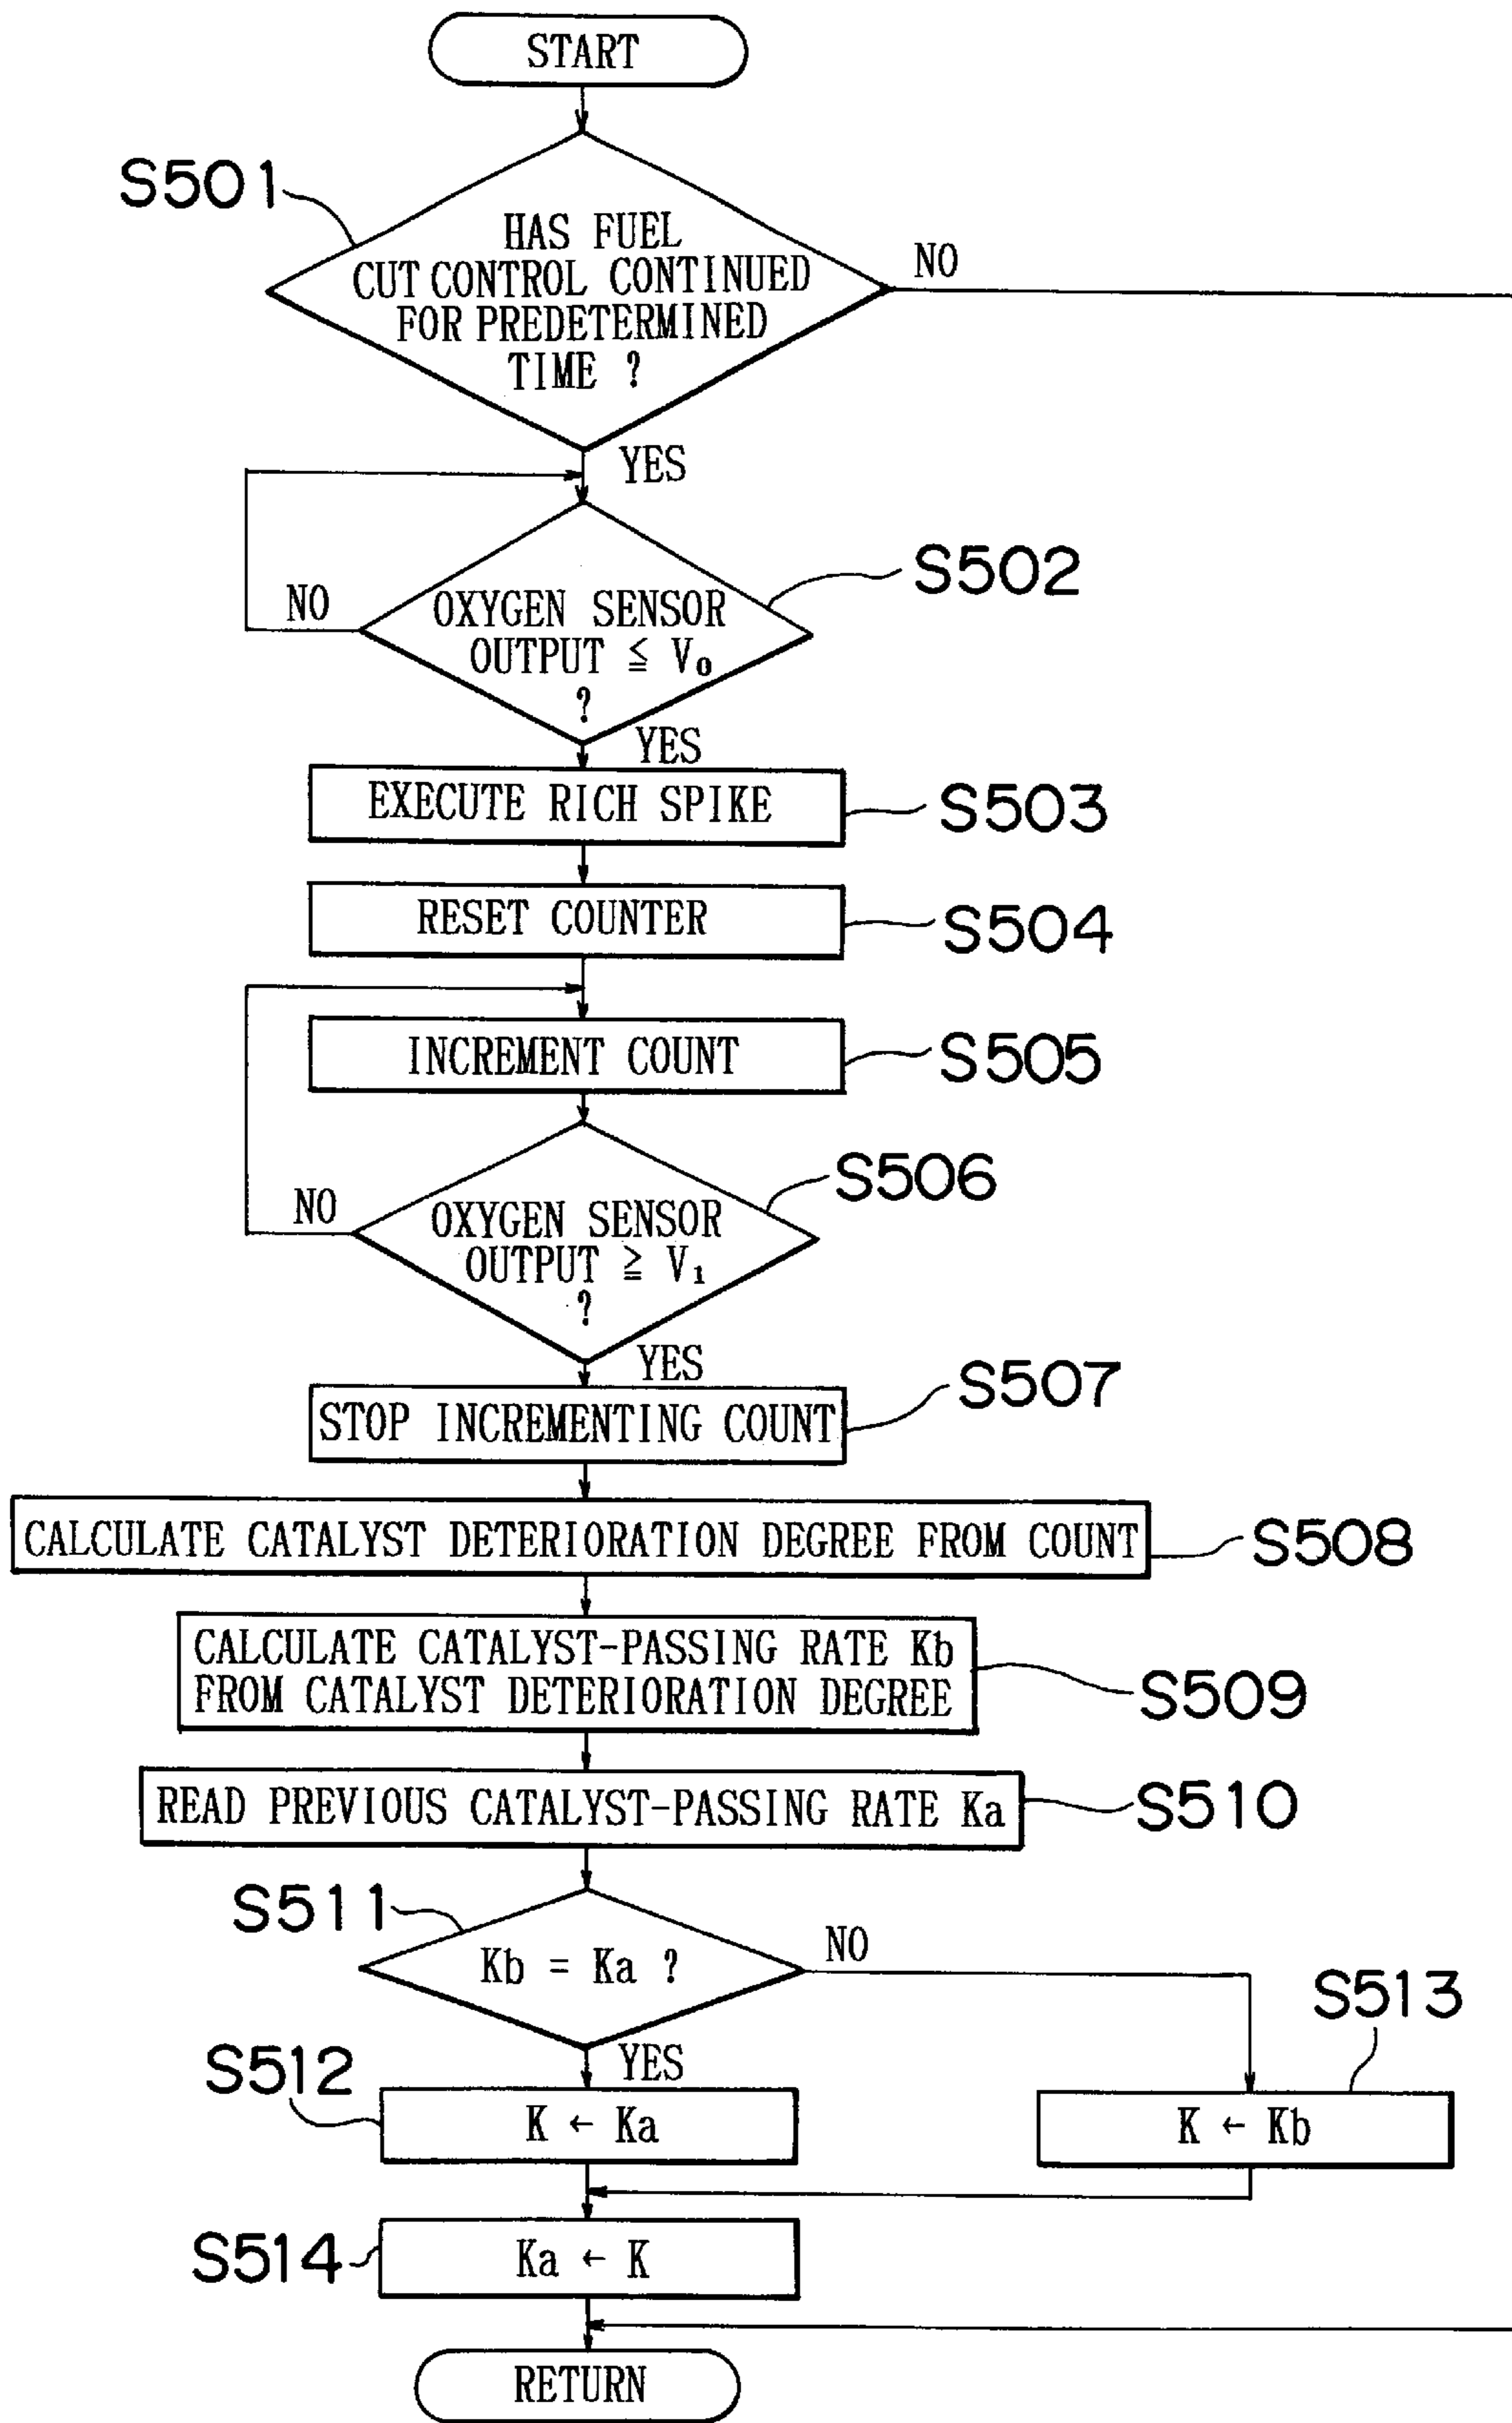 START
S501
HAS FUEL
CUT CONTROL CONTINUED
FOR PREDETERMINED
TIME ?
NO
YES
S502
NO
OXYGEN SENSOR
OUTPUT ≦ V₀
?
YES
EXECUTE RICH SPIKE
S503
RESET COUNTER
S504
INCREMENT COUNT
S505
S506
NO
OXYGEN SENSOR
OUTPUT ≧ V₁
?
YES
S507
STOP INCREMENTING COUNT
CALCULATE CATALYST DETERIORATION DEGREE FROM COUNT
S508
CALCULATE CATALYST-PASSING RATE Kb
FROM CATALYST DETERIORATION DEGREE
S509
READ PREVIOUS CATALYST-PASSING RATE Ka
S510
S511
Kb = Ka ?
NO
S513
YES
S512
K ← Ka
K ← Kb
S514
Ka ← K
RETURN